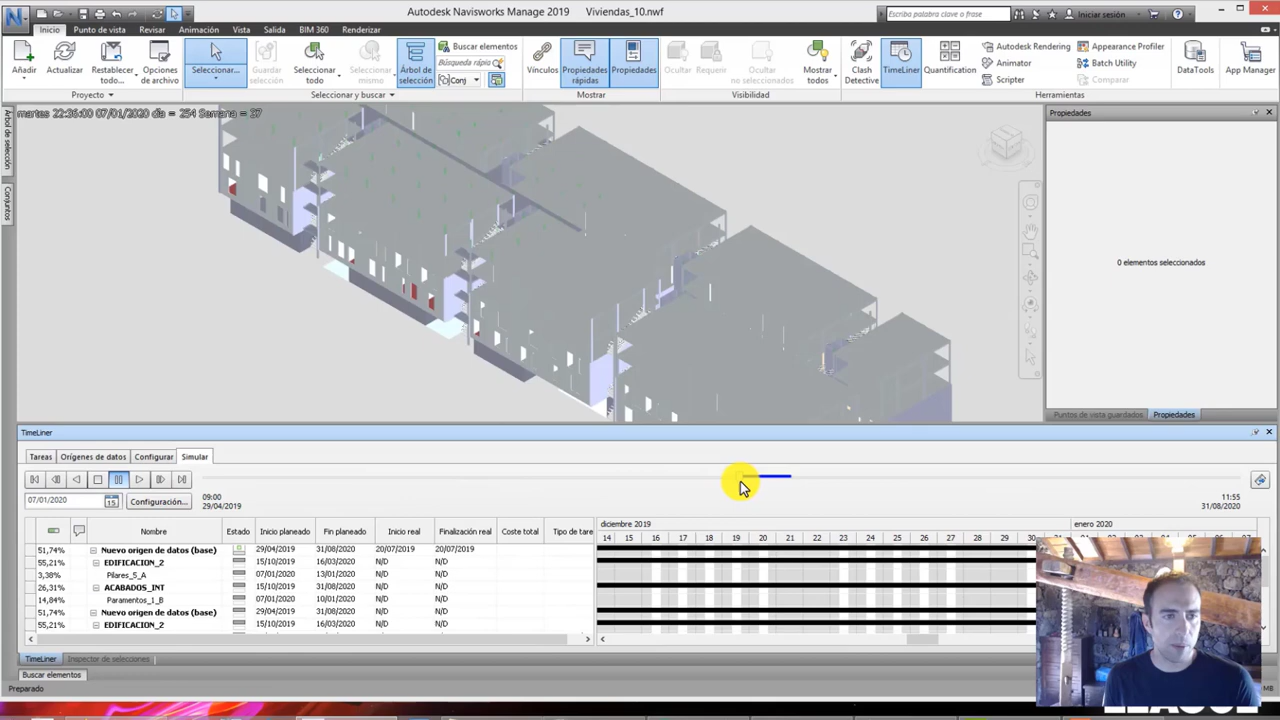 Autodesk Navisworks Manage 2019 Viviendas_10.nwf
Escriba palabra clave o frase
Iniciar sesión
Inicio Punto de vista Revisar Animación Vista Salida BIM 360 Renderizar
Añadir Actualizar Restablecer... Opciones de archivo
Proyecto
Seleccionar... Guardar selección Seleccionar todo Seleccionar mismo Árbol de selección
Buscar elementos
Búsqueda rápida
Seleccionar y buscar
Vínculos Propiedades rápidas Propiedades
Mostrar
Ocultar Requerir Ocultar no seleccionados Mostrar todos
Visibilidad
Clash Detective TimeLiner Quantification
Autodesk Rendering
Animator
Scripter
Appearance Profiler
Batch Utility
Comparar
Herramientas
DataTools App Manager
martes 22:36:00 07/01/2020 día = 254 Semana = 37
Árbol de selección
Conjuntos
Propiedades
0 elementos seleccionados
Puntos de vista guardados Propiedades
TimeLiner
Tareas Orígenes de datos Configurar Simular
07/01/2020 15 Configuración...
09:00
29/04/2019
11:55
31/08/2020
Nombre Estado Inicio planeado Fin planeado Inicio real Finalización real Coste total Tipo de tare
diciembre 2019 enero 2020
14 15 16 17 18 19 20 21 22 23 24 25 26 27 28 29 30
51,74% Nuevo origen de datos (base) 29/04/2019 31/08/2020 20/07/2019 20/07/2019
55,21% EDIFICACION_2 15/10/2019 16/03/2020 N/D N/D
3,38% Pilares_5_A 07/01/2020 13/01/2020 N/D N/D
26,31% ACABADOS_INT 15/10/2019 31/08/2020 N/D N/D
14,84% Paramentos_1_B 07/01/2020 10/01/2020 N/D N/D
51,74% Nuevo origen de datos (base) 29/04/2019 31/08/2020 N/D N/D
55,21% EDIFICACION_2 15/10/2019 16/03/2020 N/D N/D
TimeLiner Inspector de selecciones
Buscar elementos
Preparado
MB